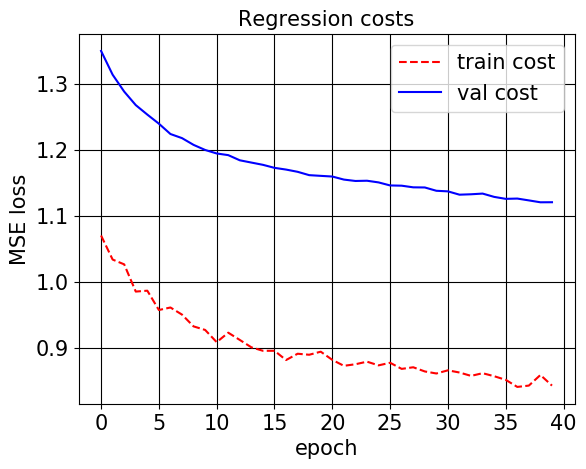 Regression costs
train cost
val cost
MSE loss
1.3
1.2
1.1
1.0
0.9
0 5 10 15 20 25 30 35 40
epoch